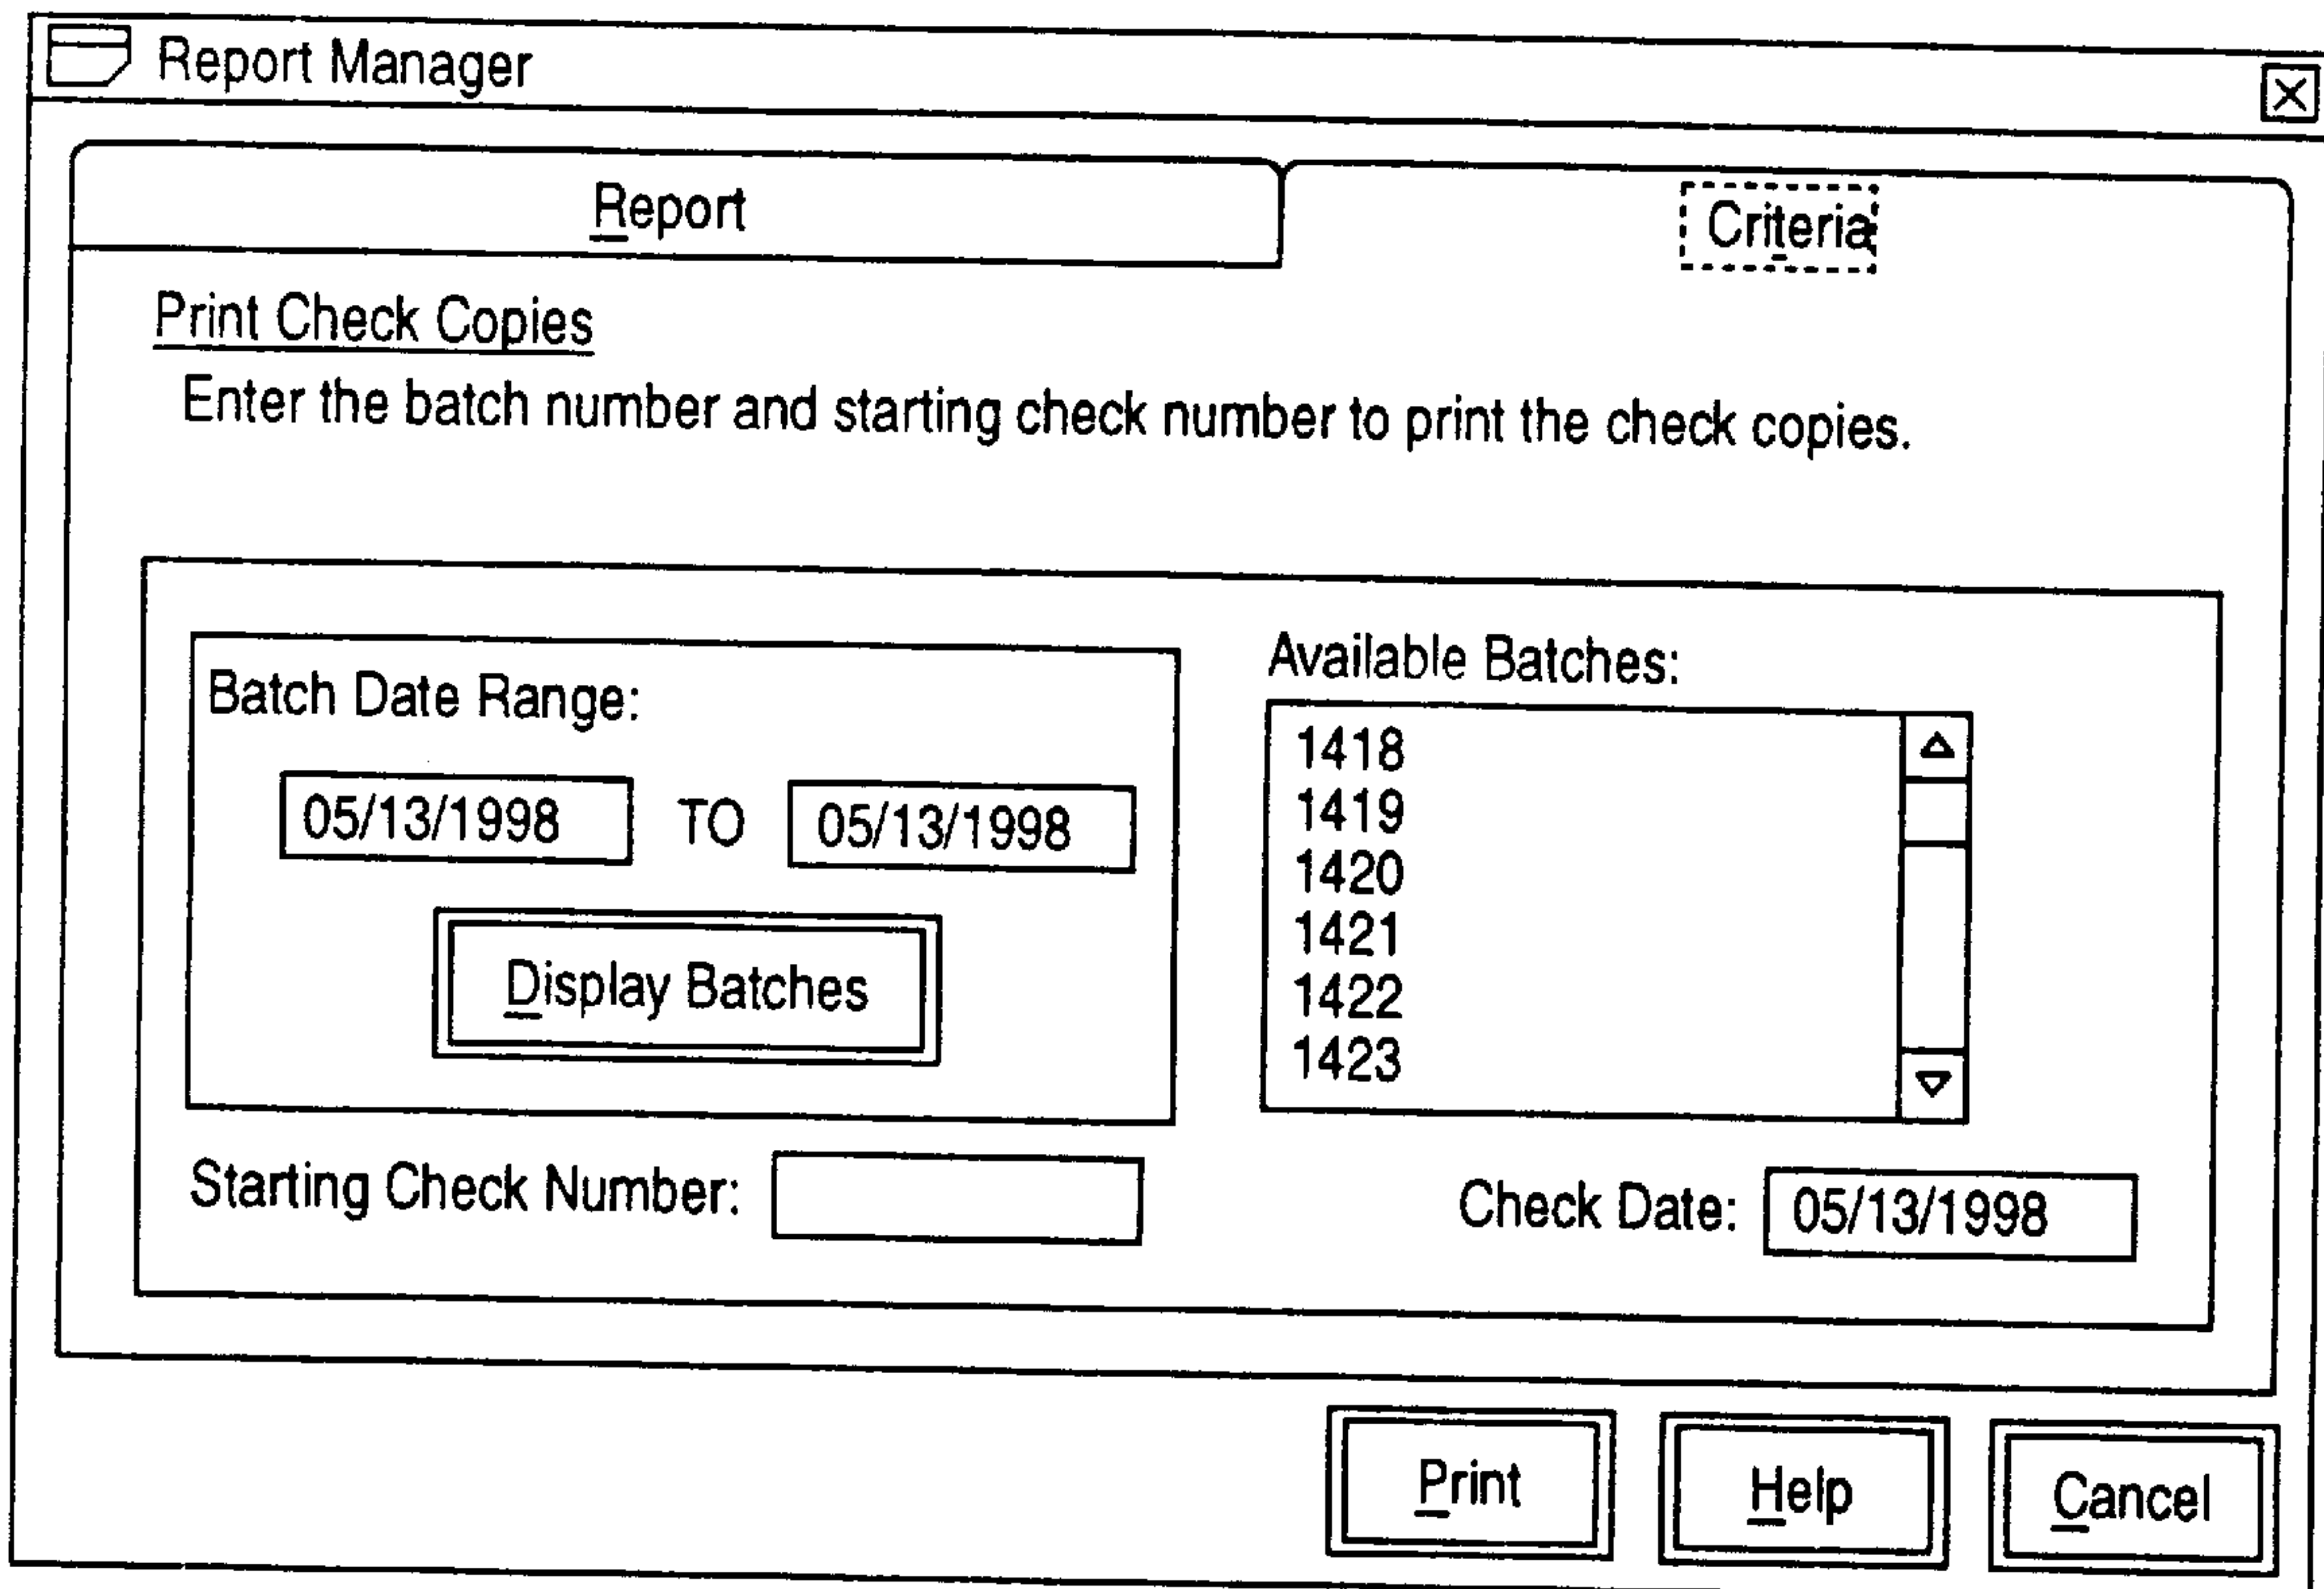 Report Manager
Report
Criteria
Print Check Copies
Enter the batch number and starting check number to print the check copies.
Batch Date Range:
05/13/1998 TO 05/13/1998
Display Batches
Available Batches:
1418
1419
1420
1421
1422
1423
Starting Check Number:
Check Date: 05/13/1998
Print
Help
Cancel